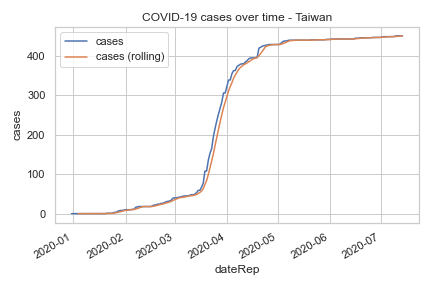 COVID-19 cases over time - Taiwan
cases
cases (rolling)
400
300
200
100
0
cases
2020-01
2020-02
2020-03
2020-04
2020-05
2020-06
2020-07
dateRep